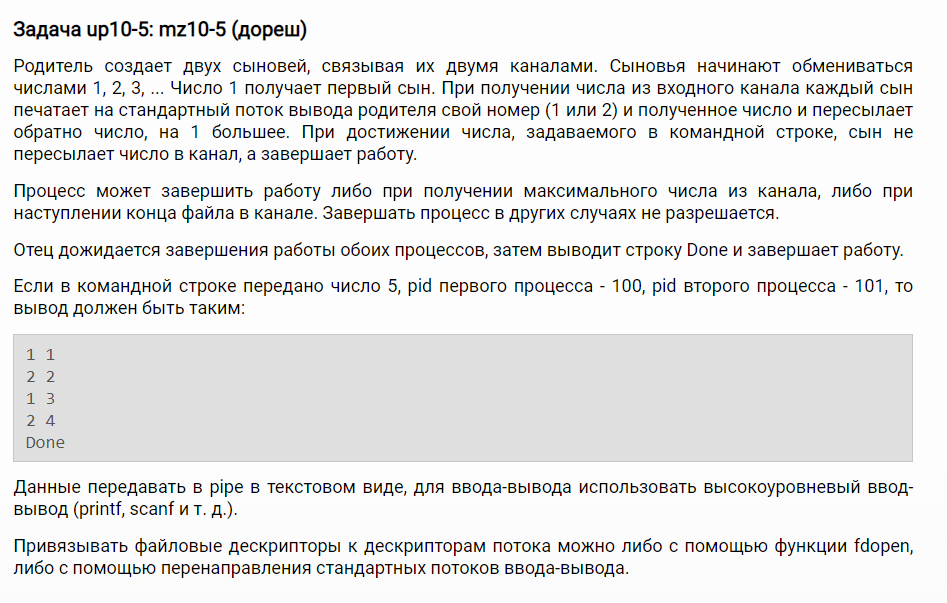 Задача up10-5: mz10-5 (дореш)
Родитель создает двух сыновей, связывая их двумя каналами. Сыновья начинают обмениваться
числами 1, 2, 3, ... Число 1 получает первый сын. При получении числа из входного канала каждый сын
печатает на стандартный поток вывода родителя свой номер (1 или 2) и полученное число и пересылает
обратно число, на 1 большее. При достижении числа, задаваемого в командной строке, сын не
пересылает число в канал, а завершает работу.
Процесс может завершить работу либо при получении максимального числа из канала, либо при
наступлении конца файла в канале. Завершать процесс в других случаях не разрешается.
Отец дожидается завершения работы обоих процессов, затем выводит строку Done и завершает работу.
Если в командной строке передано число 5, pid первого процесса - 100, pid второго процесса - 101, то
вывод должен быть таким:
1 1
2 2
1 3
2 4
Done
Данные передавать в pipe в текстовом виде, для ввода-вывода использовать высокоуровневый ввод-
вывод (printf, scanf и т. д.).
Привязывать файловые дескрипторы к дескрипторам потока можно либо с помощью функции fdopen,
либо с помощью перенаправления стандартных потоков ввода-вывода.